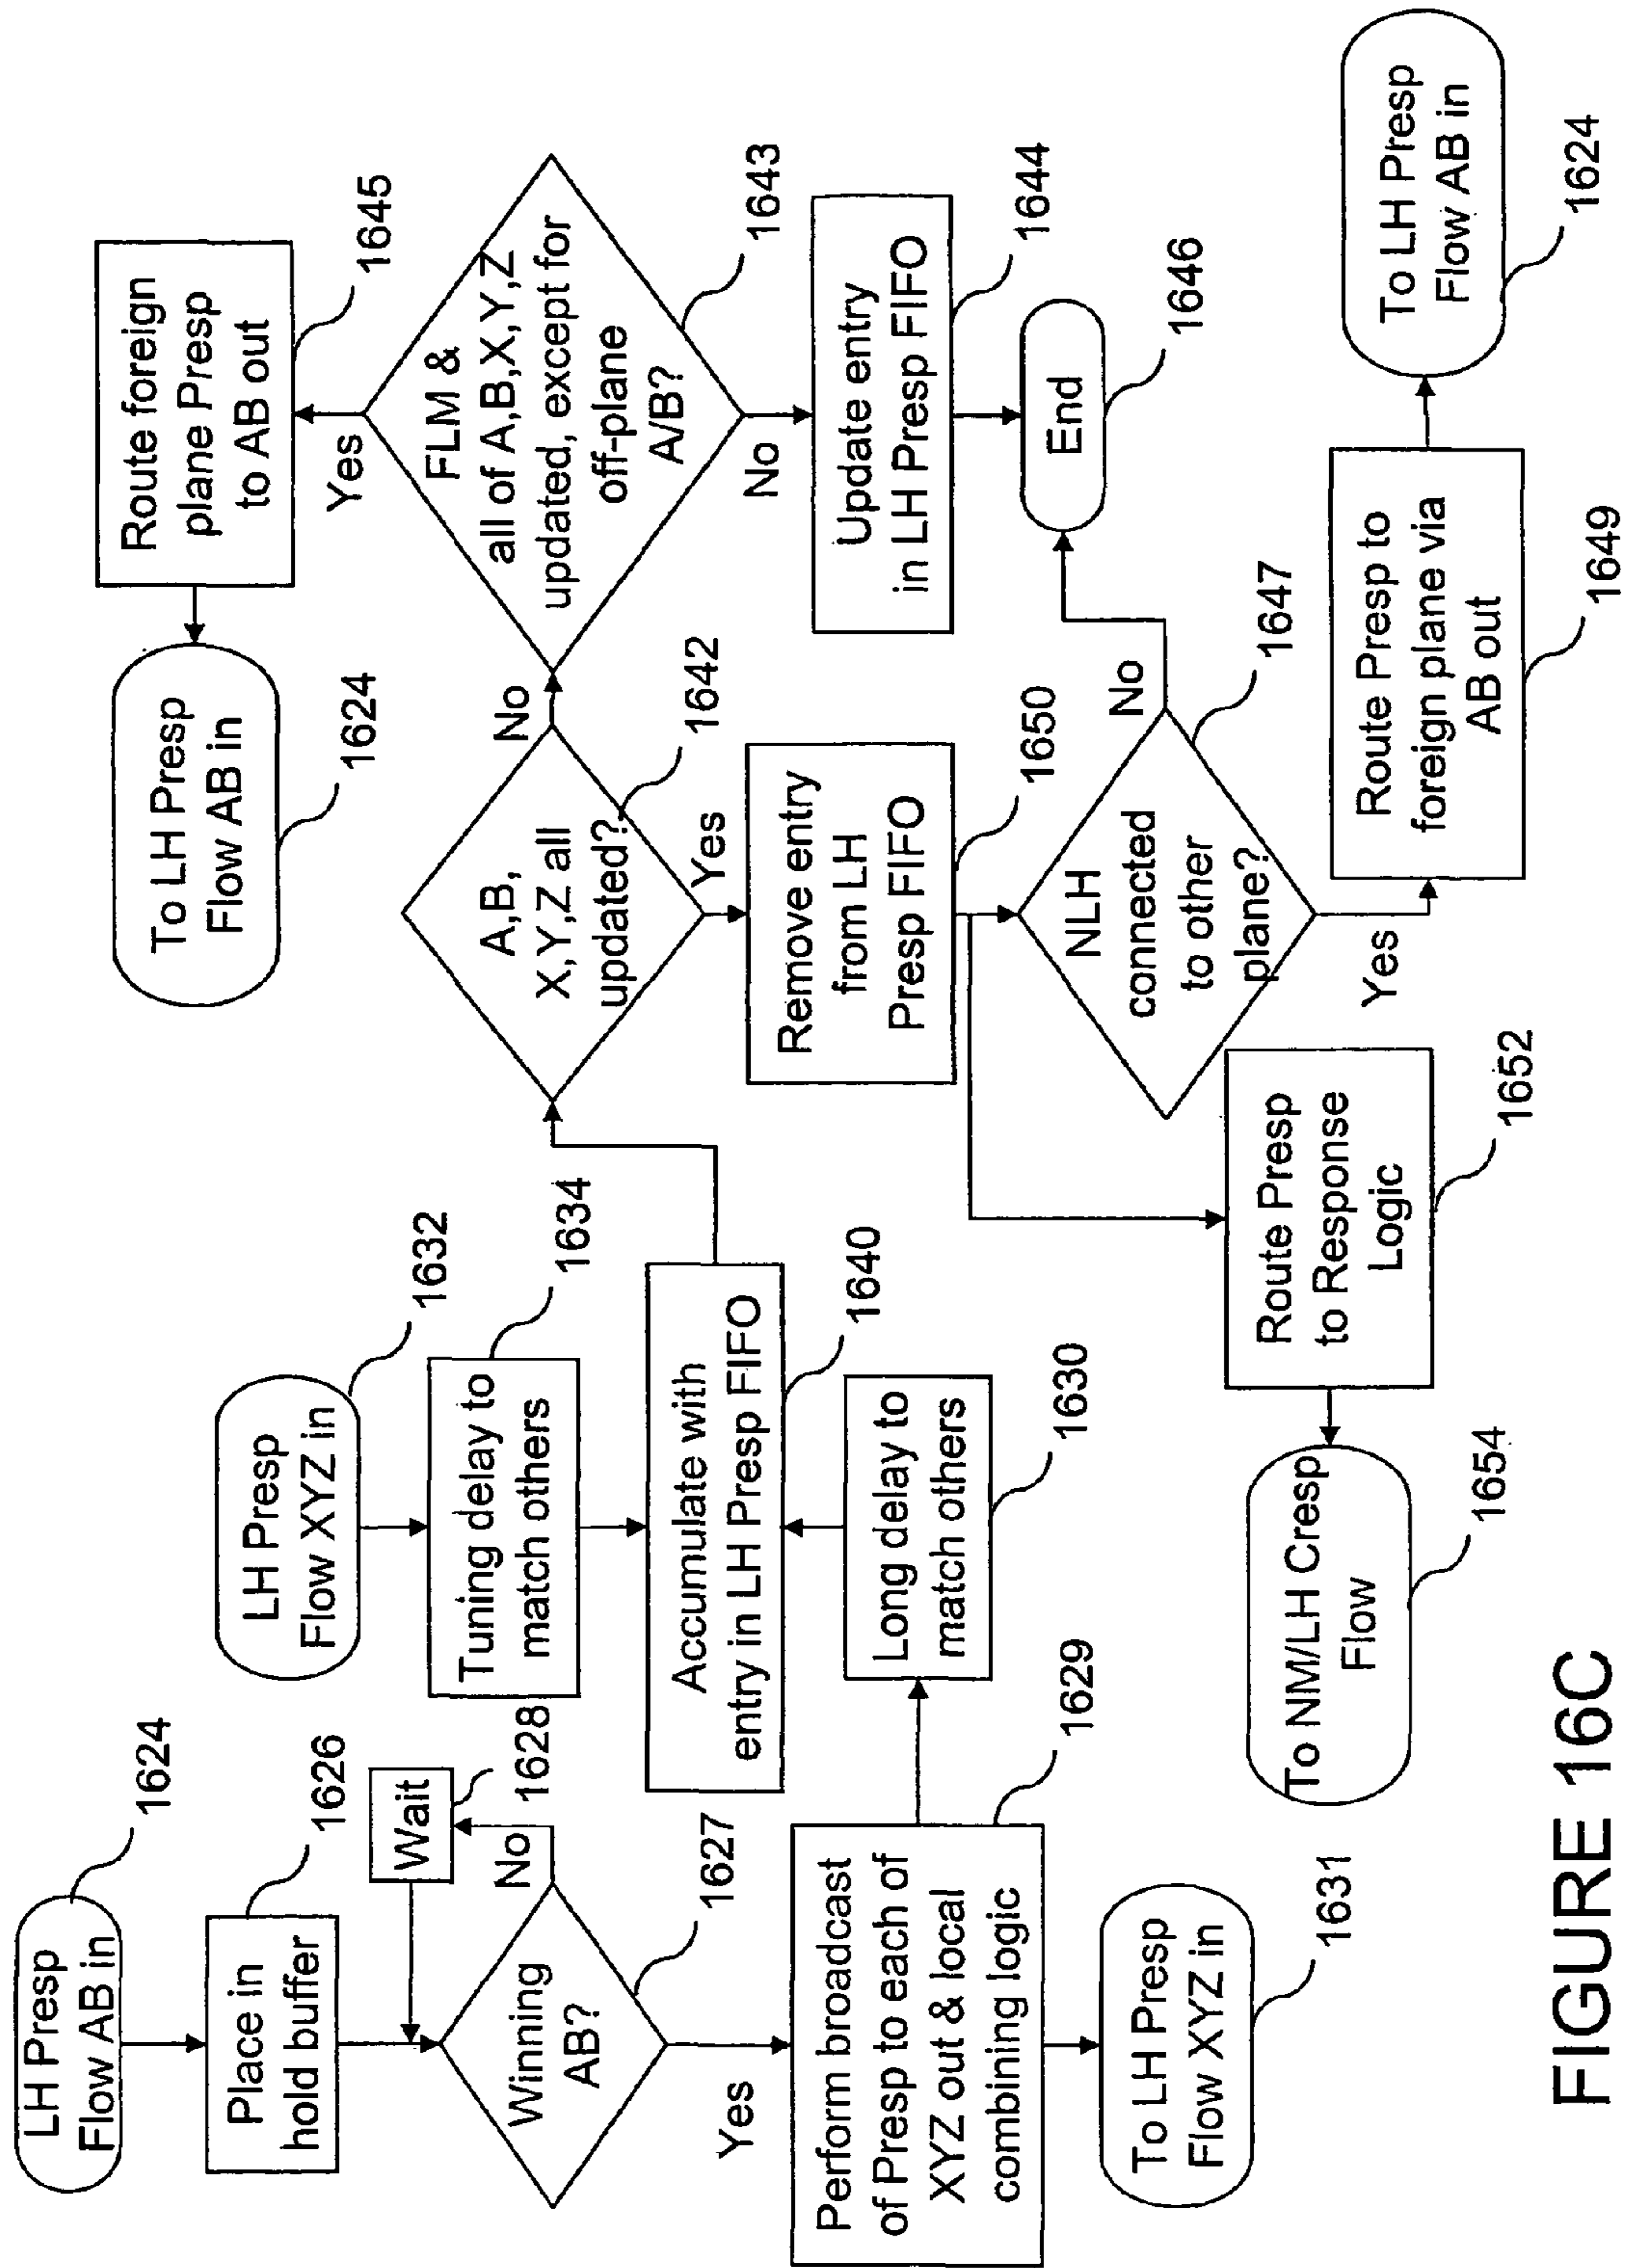 LH Presp
Flow AB in
1624
Place in
hold buffer
1626
Wait
1628
No
Winning
AB?
1627
Yes
Perform broadcast
of Presp to each of
XYZ out & local
combining logic
1629
To LH Presp
Flow XYZ in
1631
LH Presp
Flow XYZ in
1632
Tuning delay to
match others
1634
Accumulate with
entry in LH Presp FIFO
1640
Long delay to
match others
1630
A,B,
X,Y,Z all
updated?
1642
No
Yes
Remove entry
from LH
Presp FIFO
1650
Route Presp
to Response
Logic
1652
To NM/LH Cresp
Flow
1654
NLH
connected
to other
plane?
1647
No
Yes
Route Presp to
foreign plane via
AB out
1649
To LH Presp
Flow AB in
1624
FLM &
all of A,B,X,Y,Z
updated, except for
off-plane
A/B?
1643
Yes
No
Route foreign
plane Presp
to AB out
1645
To LH Presp
Flow AB in
1624
Update entry
in LH Presp FIFO
1644
End
1646
FIGURE 16C